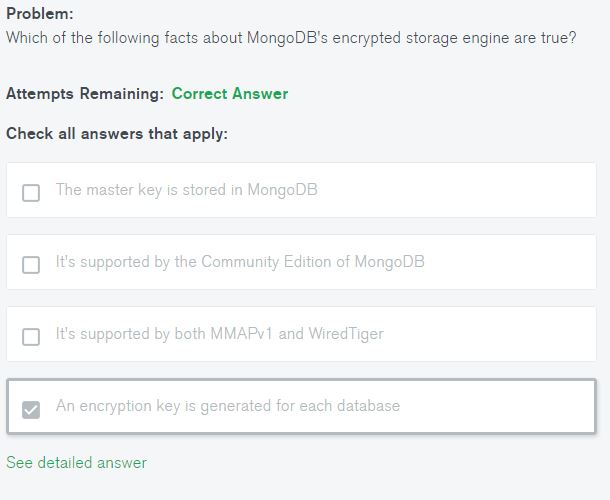 Problem:
Which of the following facts about MongoDB's encrypted storage engine are true?
Attempts Remaining: Correct Answer
Check all answers that apply:
The master key is stored in MongoDB
It's supported by the Community Edition of MongoDB
It's supported by both MMAPv1 and WiredTiger
An encryption key is generated for each database
See detailed answer